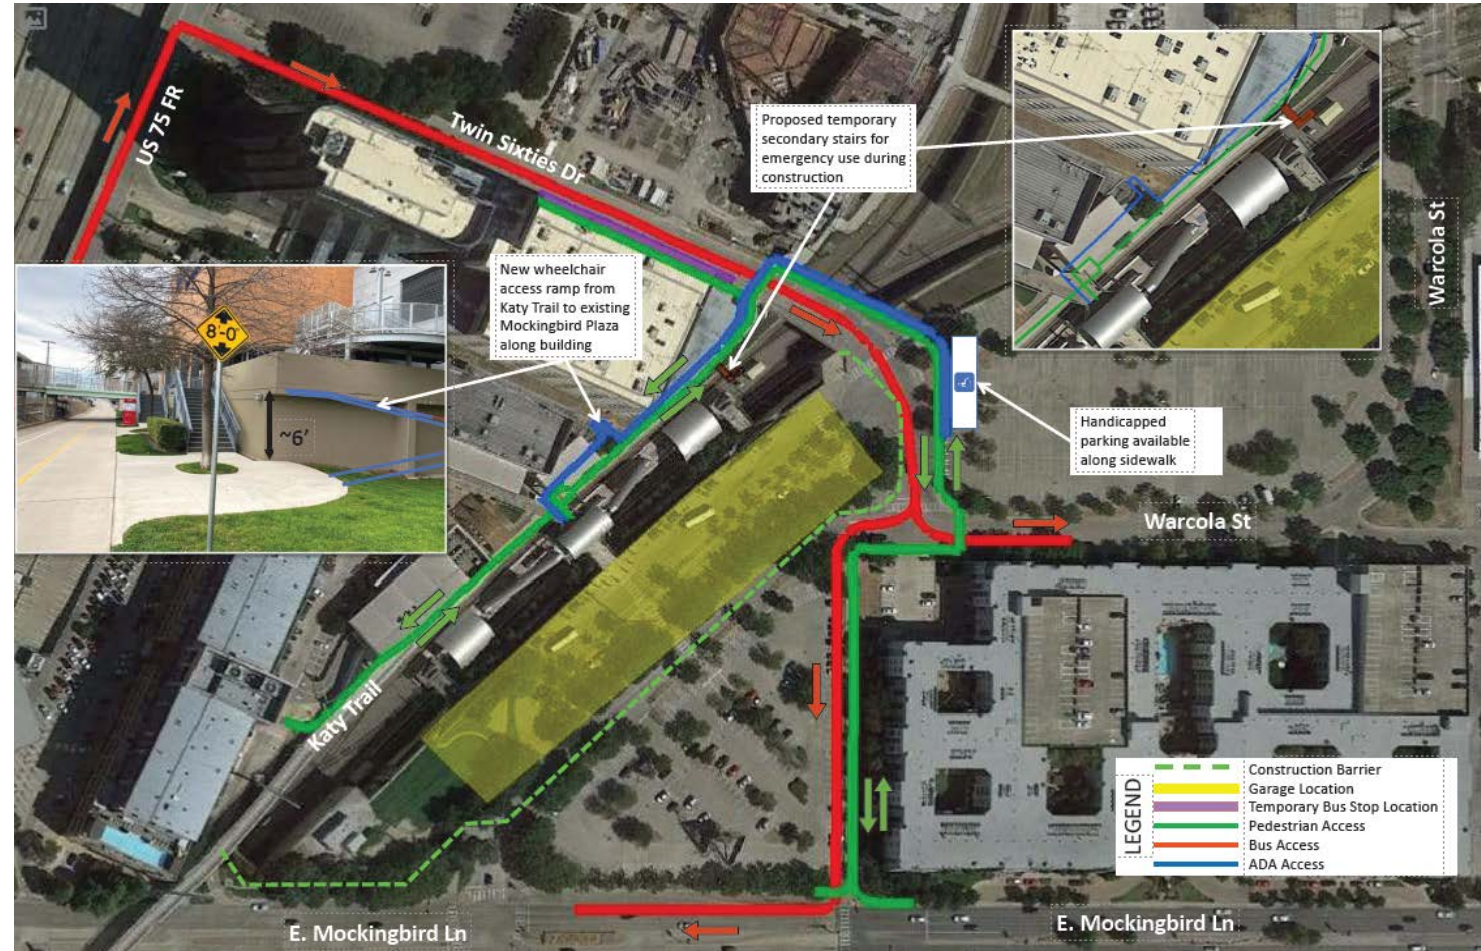 US 75 FR
Twin Sixties Dr
Proposed temporary
secondary stairs for
emergency use during
construction
Warcola St
New wheelchair
access ramp from
Katy Trail to existing
Mockingbird Plaza
along building
8'-0"
~6'
Handicapped
parking available
along sidewalk
Warcola St
Katy Trail
LEGEND
Construction Barrier
Garage Location
Temporary Bus Stop Location
Pedestrian Access
Bus Access
ADA Access
E. Mockingbird Ln
E. Mockingbird Ln